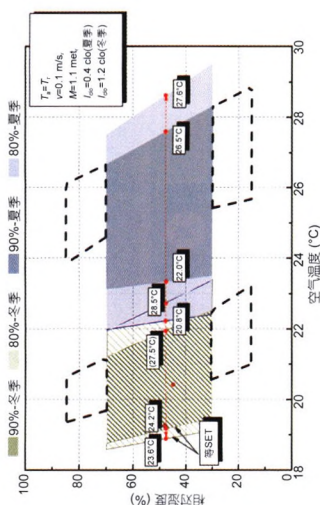 90%-冬季
80%-冬季
90%-夏季
80%-夏季
Tₐ=Tᵣ
v=0.1 m/s,
M=1.1 met,
I_clo=0.4 clo(夏季)
I_clo=1.2 clo(冬季)
相对湿度 (%)
100
80
60
40
20
0
23.6°C
24.2°C
(27.5°C)
20.8°C
28.5°C
22.0°C
26.5°C
27.6°C
等SET
18
20
22
24
26
28
30
空气温度 (°C)